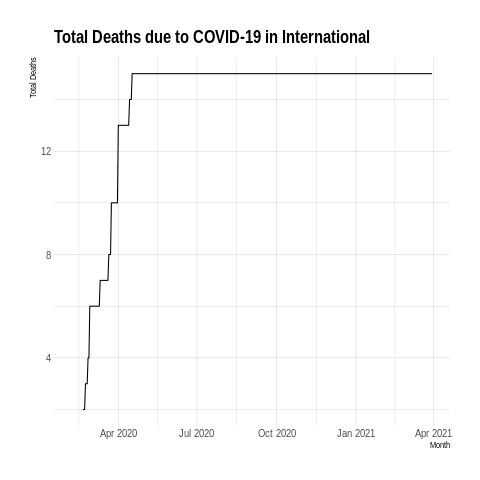 Total Deaths due to COVID-19 in International
Total Deaths
12
8
4
Apr 2020 Jul 2020 Oct 2020 Jan 2021 Apr 2021
Month